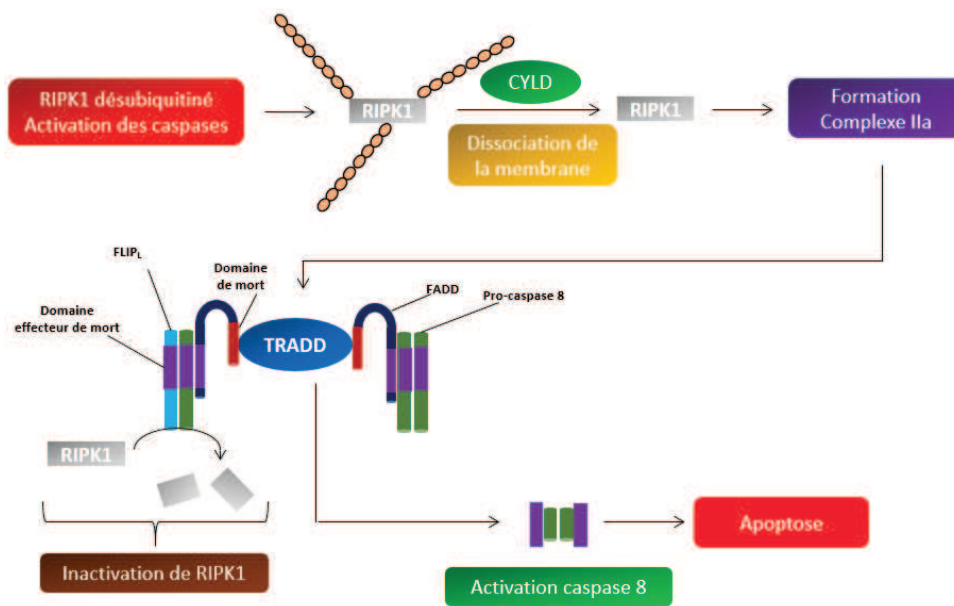 RIPK1 désubiquitiné
Activation des caspases
RIPK1
CYLD
Dissociation de
la membrane
RIPK1
Formation
Complexe IIa
FLIPL
Domaine
de mort
FADD
Pro-caspase 8
Domaine
effecteur de mort
TRADD
RIPK1
Inactivation de RIPK1
Activation caspase 8
Apoptose